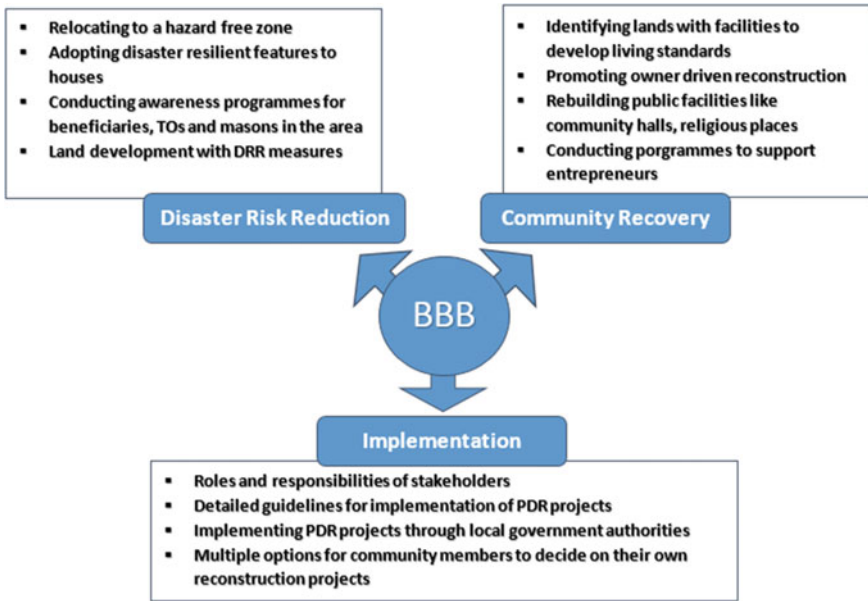 ▪ Relocating to a hazard free zone
▪ Adopting disaster resilient features to
houses
▪ Conducting awareness programmes for
beneficiaries, TOs and masons in the area
▪ Land development with DRR measures
Disaster Risk Reduction
▪ Identifying lands with facilities to
develop living standards
▪ Promoting owner driven reconstruction
▪ Rebuilding public facilities like
community halls, religious places
▪ Conducting porgrammes to support
entrepreneurs
Community Recovery
BBB
Implementation
▪ Roles and responsibilities of stakeholders
▪ Detailed guidelines for implementation of PDR projects
▪ Implementing PDR projects through local government authorities
▪ Multiple options for community members to decide on their own
reconstruction projects